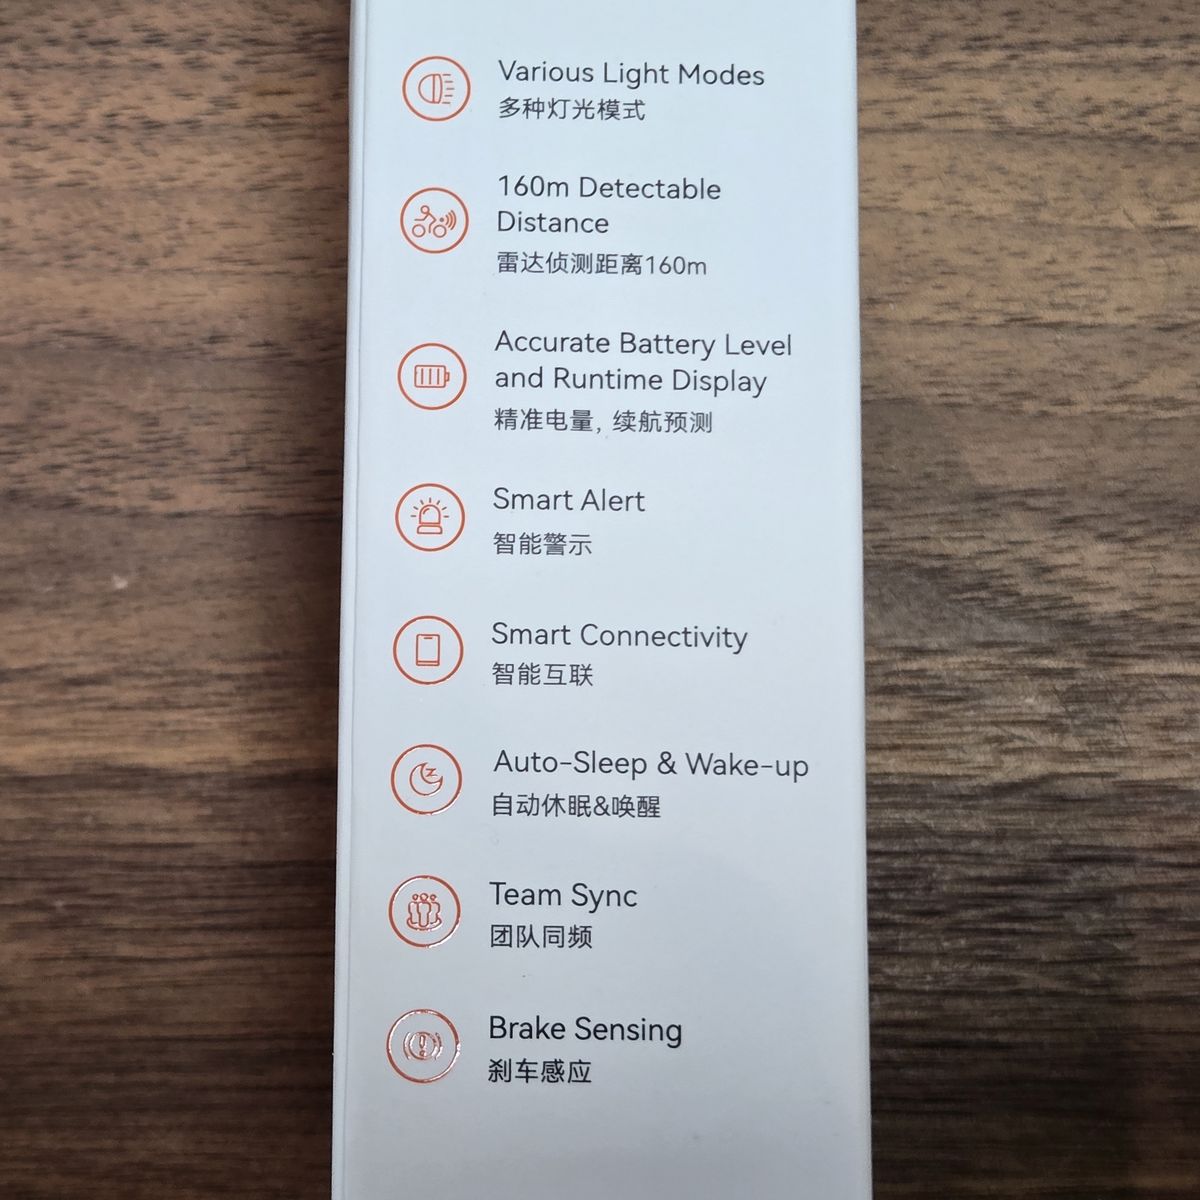 Various Light Modes
多种灯光模式
160m Detectable
Distance
雷达侦测距离160m
Accurate Battery Level
and Runtime Display
精准电量, 续航预测
Smart Alert
智能警示
Smart Connectivity
智能互联
Auto-Sleep & Wake-up
自动休眠&唤醒
Team Sync
团队同频
Brake Sensing
刹车感应